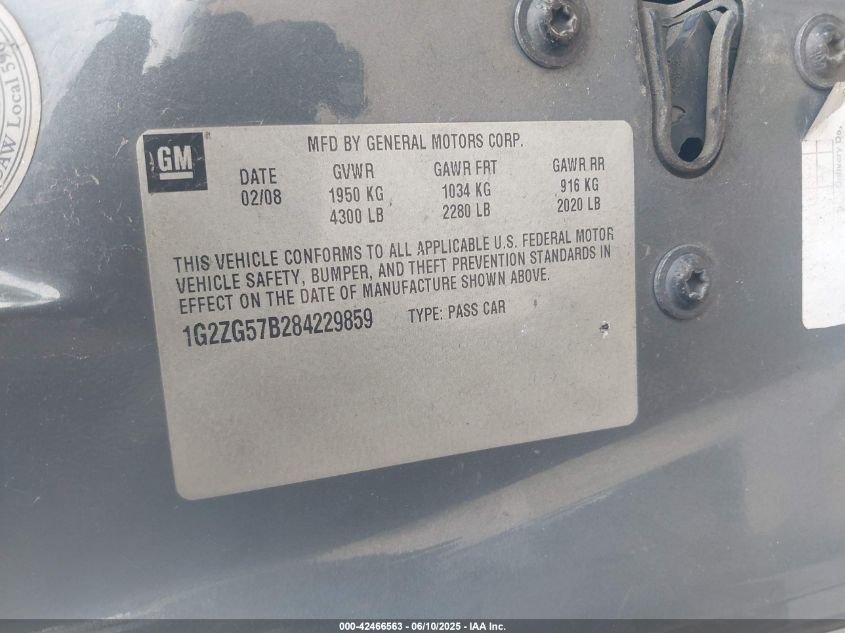 UAW Local 5
GM
MFD BY GENERAL MOTORS CORP.
DATE GVWR GAWR FRT GAWR RR
02/08 1950 KG 1034 KG 916 KG
4300 LB 2280 LB 2020 LB
THIS VEHICLE CONFORMS TO ALL APPLICABLE U.S. FEDERAL MOTOR
VEHICLE SAFETY, BUMPER, AND THEFT PREVENTION STANDARDS IN
EFFECT ON THE DATE OF MANUFACTURE SHOWN ABOVE.
1G2ZG57B284229859 TYPE: PASS CAR
000-42466563 - 06/10/2025 - IAA Inc.